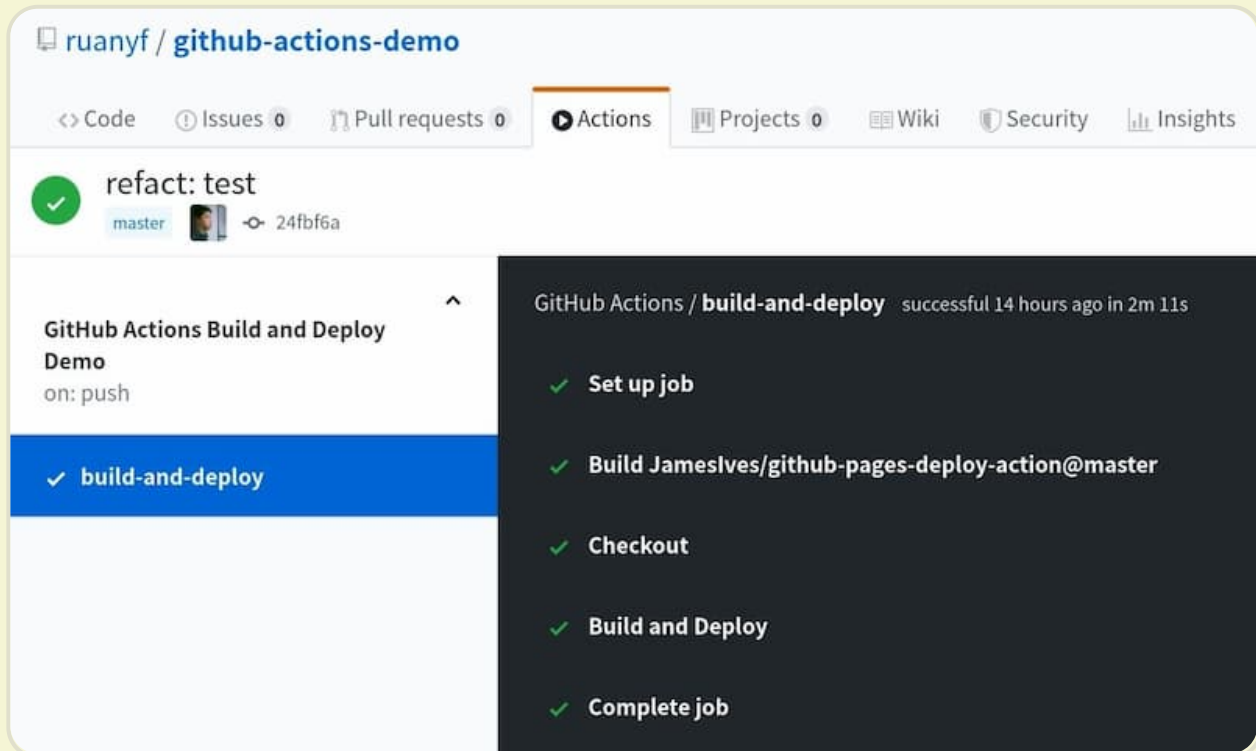 ruanyf / github-actions-demo
<> Code Issues 0 Pull requests 0 Actions Projects 0 Wiki Security Insights
refact: test
master 24fbf6a
GitHub Actions Build and Deploy
Demo
on: push
build-and-deploy
GitHub Actions / build-and-deploy successful 14 hours ago in 2m 11s
Set up job
Build JamesIves/github-pages-deploy-action@master
Checkout
Build and Deploy
Complete job